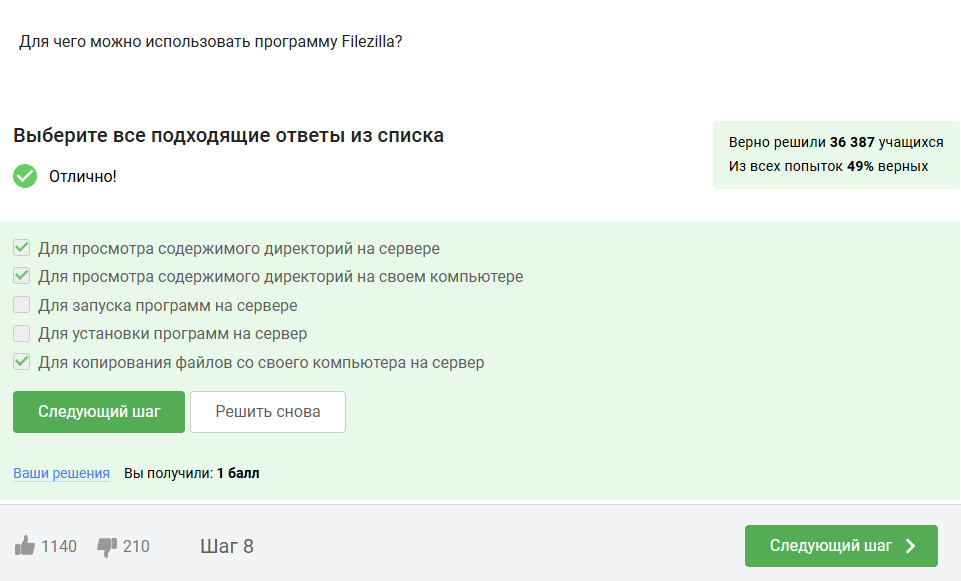 Для чего можно использовать программу Filezilla?
Выберите все подходящие ответы из списка
Верно решили 36 387 учащихся
Из всех попыток 49% верных
Отлично!
Для просмотра содержимого директорий на сервере
Для просмотра содержимого директорий на своем компьютере
Для запуска программ на сервере
Для установки программ на сервер
Для копирования файлов со своего компьютера на сервер
Следующий шаг
Решить снова
Ваши решения Вы получили: 1 балл
1140 210 Шаг 8
Следующий шаг